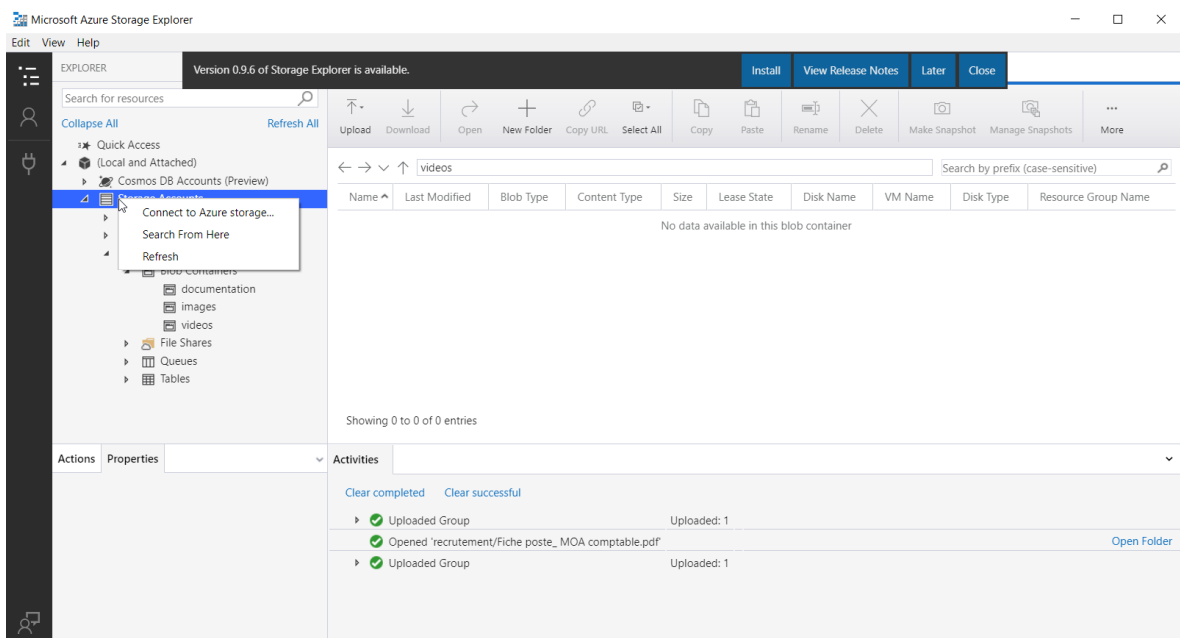 Microsoft Azure Storage Explorer
Edit View Help
EXPLORER
Version 0.9.6 of Storage Explorer is available.
Install View Release Notes Later Close
Search for resources
Collapse All Refresh All
Upload Download Open New Folder Copy URL Select All Copy Paste Rename Delete Make Snapshot Manage Snapshots More
Quick Access
(Local and Attached)
Cosmos DB Accounts (Preview)
Storage Accounts
Connect to Azure storage...
Search From Here
Refresh
Blob Containers
documentation
images
videos
File Shares
Queues
Tables
videos
Search by prefix (case-sensitive)
Name Last Modified Blob Type Content Type Size Lease State Disk Name VM Name Disk Type Resource Group Name
No data available in this blob container
Showing 0 to 0 of 0 entries
Actions Properties
Activities
Clear completed Clear successful
Uploaded Group Uploaded: 1
Opened 'recrutement/Fiche poste_ MOA comptable.pdf' Open Folder
Uploaded Group Uploaded: 1